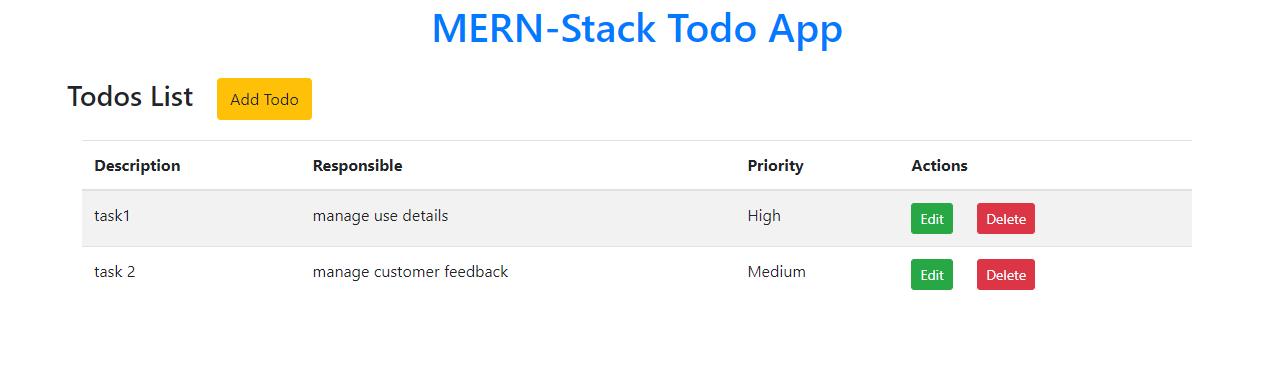 MERN-Stack Todo App
Todos List Add Todo
Description Responsible Priority Actions
task1 manage use details High Edit Delete
task 2 manage customer feedback Medium Edit Delete